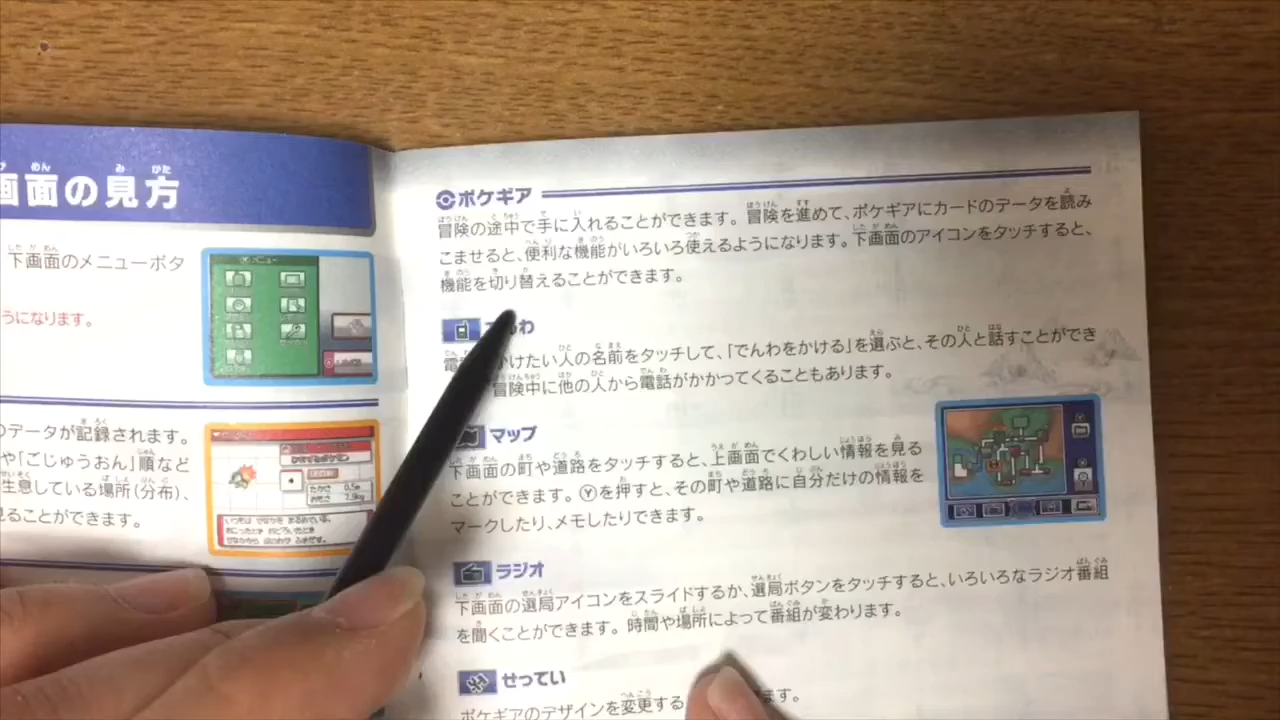 画面の見方
下画面のメニューボタ
うになります。
のデータが記録されます。
や「ごじゅうおん」順など
生息している場所(分布)、
見ることができます。
メニュー
ポケギア
冒険の途中で手に入れることができます。冒険を進めて、ポケギアにカードのデータを読み
こませると、便利な機能がいろいろ使えるようになります。下画面のアイコンをタッチすると、
機能を切り替えることができます。
わ
電 かけたい人の名前をタッチして、「でんわをかける」を選ぶと、その人と話すことができ
冒険中に他の人から電話がかかってくることもあります。
マップ
下画面の町や道路をタッチすると、上画面でくわしい情報を見る
ことができます。Ⓨを押すと、その町や道路に自分だけの情報を
マークしたり、メモしたりできます。
ラジオ
下画面の選局アイコンをスライドするか、選局ボタンをタッチすると、いろいろなラジオ番組
を聞くことができます。時間や場所によって番組が変わります。
せってい
ポケギアのデザインを変更する ます。